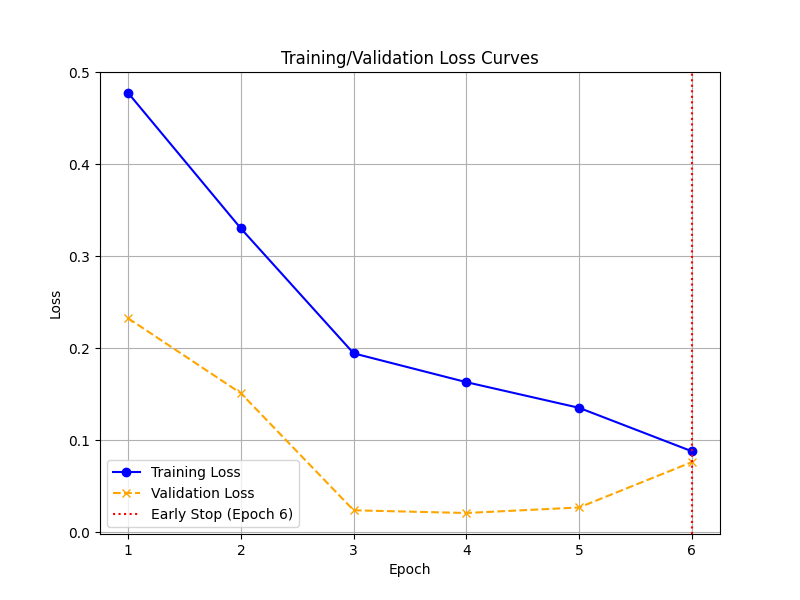 Training/Validation Loss Curves
0.5
0.4
0.3
0.2
0.1
0.0
Loss
Training Loss
Validation Loss
Early Stop (Epoch 6)
1 2 3 4 5 6
Epoch